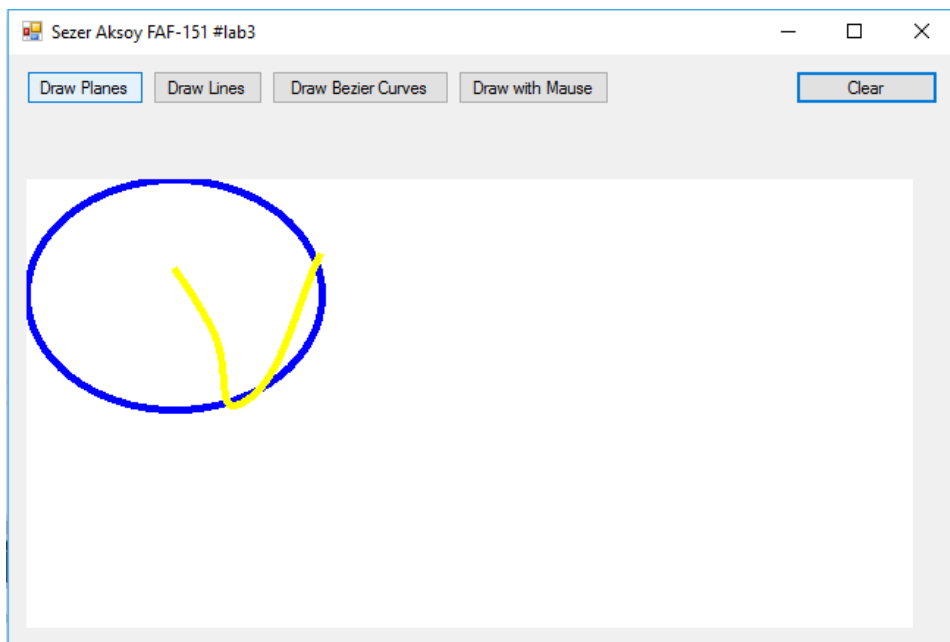 Sezer Aksoy FAF-151 #lab3
Draw Planes Draw Lines Draw Bezier Curves Draw with Mause Clear